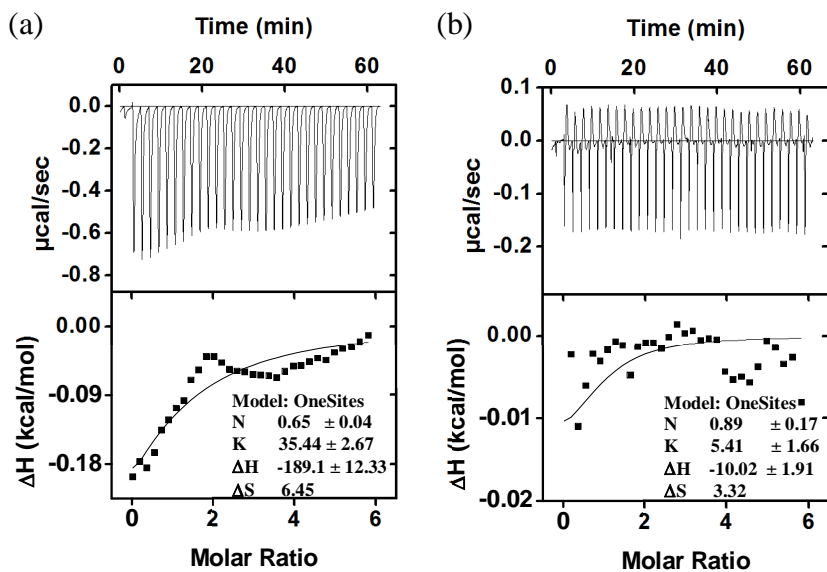 (a)
Time (min)
0 20 40 60
0.0
-0.2
-0.4
-0.6
-0.8
µcal/sec
0.00
-0.09
-0.18
ΔH (kcal/mol)
Model: OneSites
N 0.65 ± 0.04
K 35.44 ± 2.67
ΔH -189.1 ± 12.33
ΔS 6.45
0 2 4 6
Molar Ratio
(b)
Time (min)
0 10 20 30 40 50 60
0.1
0.0
-0.1
-0.2
µcal/sec
0.00
-0.01
-0.02
ΔH (kcal/mol)
Model: OneSites
N 0.89 ± 0.17
K 5.41 ± 1.66
ΔH -10.02 ± 1.91
ΔS 3.32
0 2 4 6
Molar Ratio